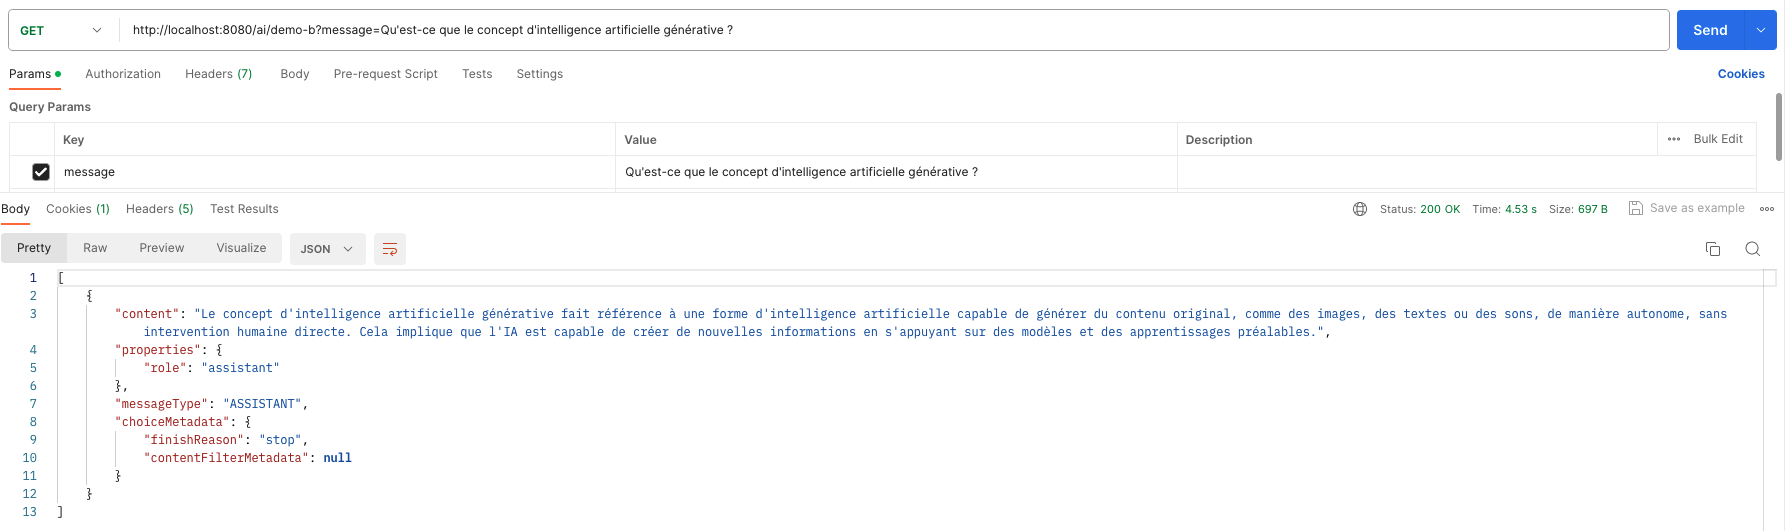 GET http://localhost:8080/ai/demo-b?message=Qu'est-ce que le concept d'intelligence artificielle générative ? Send
Params Authorization Headers (7) Body Pre-request Script Tests Settings Cookies
Query Params
Key Value Description ••• Bulk Edit
message Qu'est-ce que le concept d'intelligence artificielle générative ?
Body Cookies (1) Headers (5) Test Results Status: 200 OK Time: 4.53 s Size: 697 B Save as example
Pretty Raw Preview Visualize JSON
1 [
2 {
3 "content": "Le concept d'intelligence artificielle générative fait référence à une forme d'intelligence artificielle capable de générer du contenu original, comme des images, des textes ou des sons, de manière autonome, sans
intervention humaine directe. Cela implique que l'IA est capable de créer de nouvelles informations en s'appuyant sur des modèles et des apprentissages préalables.",
4 "properties": {
5 "role": "assistant"
6 },
7 "messageType": "ASSISTANT",
8 "choiceMetadata": {
9 "finishReason": "stop",
10 "contentFilterMetadata": null
11 }
12 }
13 ]